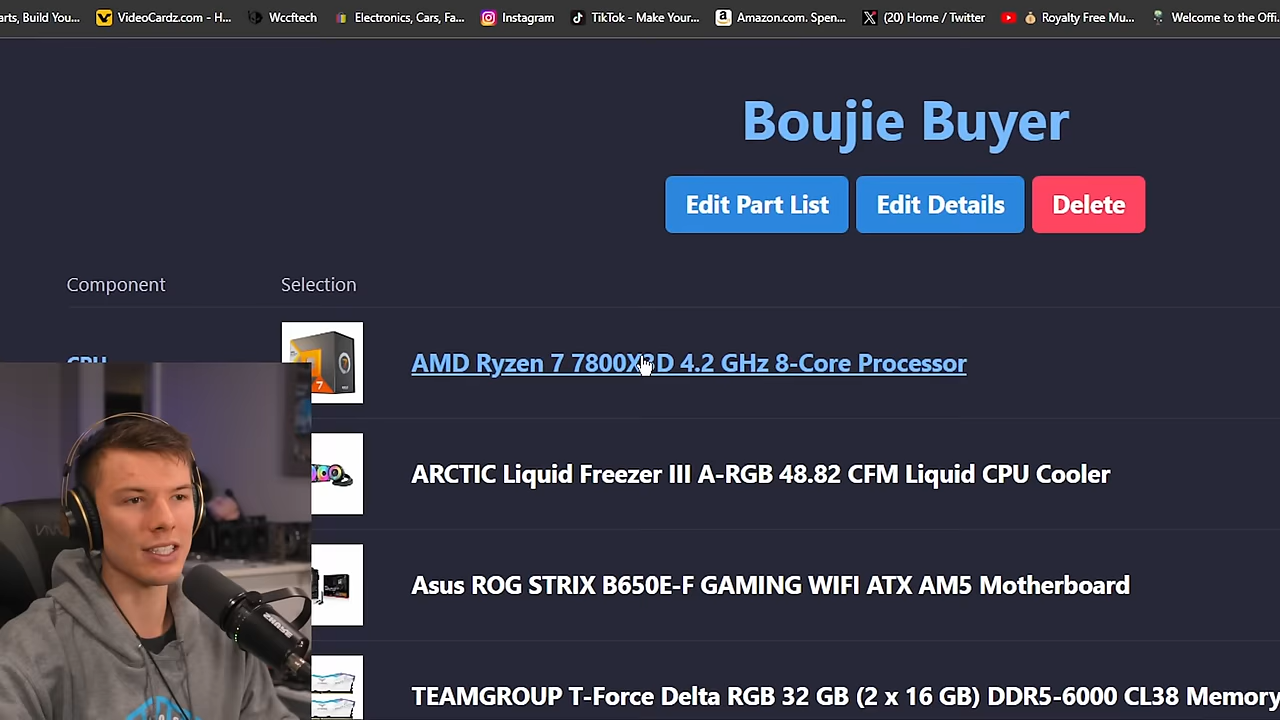 arts, Build You... VideoCardz.com - H... Wccftech Electronics, Cars, Fa... Instagram TikTok - Make Your... Amazon.com. Spen... (20) Home / Twitter Royalty Free Mu... Welcome to the Offi.
Boujie Buyer
Edit Part List Edit Details Delete
Component Selection
CPU AMD Ryzen 7 7800X3D 4.2 GHz 8-Core Processor
ARCTIC Liquid Freezer III A-RGB 48.82 CFM Liquid CPU Cooler
Asus ROG STRIX B650E-F GAMING WIFI ATX AM5 Motherboard
TEAMGROUP T-Force Delta RGB 32 GB (2 x 16 GB) DDR5-6000 CL38 Memory